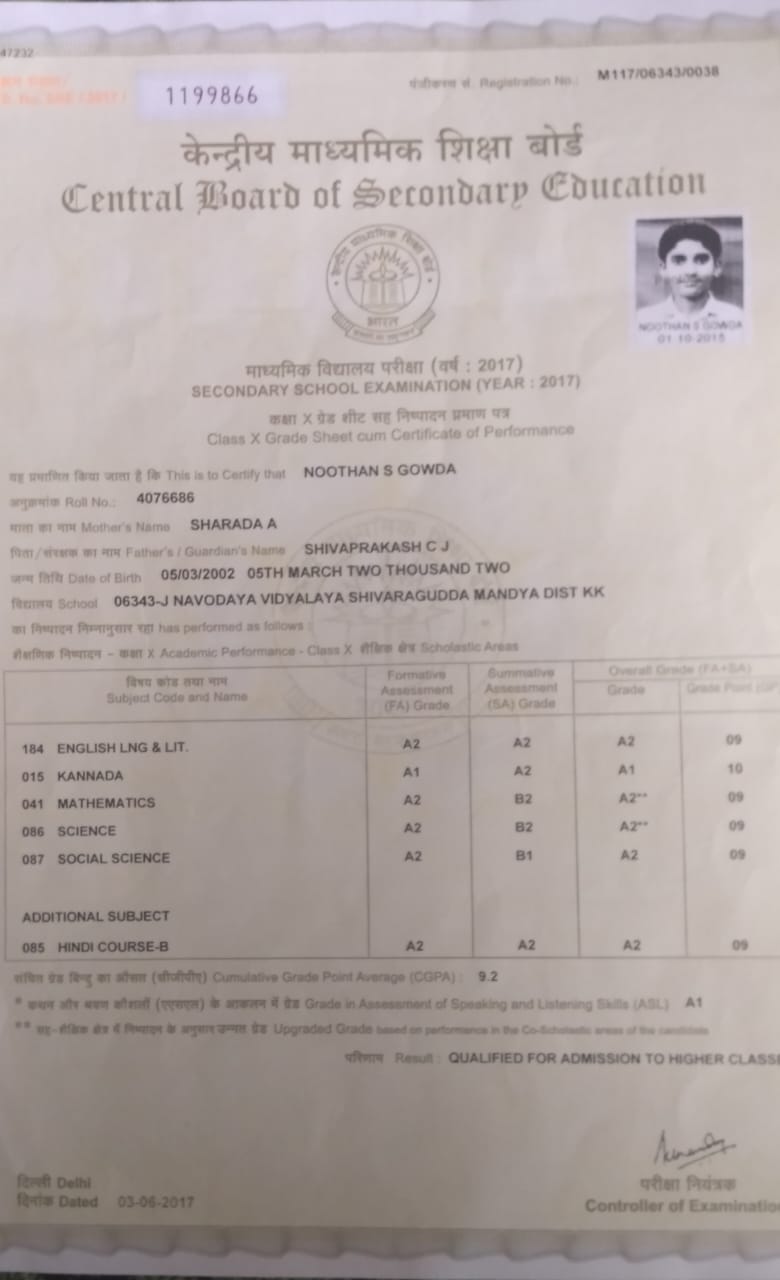 47232
1199866
पंजीकरण सं. Registration No.: M117/06343/0038
केन्द्रीय माध्यमिक शिक्षा बोर्ड
Central Board of Secondary Education
केन्द्रीय माध्यमिक शिक्षा बोर्ड
भारत
NOOTHAN S GOWDA
01-10-2015
माध्यमिक विद्यालय परीक्षा (वर्ष : 2017)
SECONDARY SCHOOL EXAMINATION (YEAR : 2017)
कक्षा X ग्रेड शीट सह निष्पादन प्रमाण पत्र
Class X Grade Sheet cum Certificate of Performance
यह प्रमाणित किया जाता है कि This is to Certify that NOOTHAN S GOWDA
अनुक्रमांक Roll No.: 4076686
माता का नाम Mother's Name SHARADA A
पिता/संरक्षक का नाम Father's / Guardian's Name SHIVAPRAKASH C J
जन्म तिथि Date of Birth 05/03/2002 05TH MARCH TWO THOUSAND TWO
विद्यालय School 06343-J NAVODAYA VIDYALAYA SHIVARAGUDDA MANDYA DIST KK
का निष्पादन निम्नानुसार रहा has performed as follows :
शैक्षणिक निष्पादन - कक्षा X Academic Performance - Class X शैक्षिक क्षेत्र Scholastic Areas
विषय कोड तथा नाम
Subject Code and Name
Formative Assessment (FA) Grade
Summative Assessment (SA) Grade
Overall Grade (FA+SA)
Grade Grade Point
184 ENGLISH LNG & LIT. A2 A2 A2 09
015 KANNADA A1 A2 A1 10
041 MATHEMATICS A2 B2 A2** 09
086 SCIENCE A2 B2 A2** 09
087 SOCIAL SCIENCE A2 B1 A2 09
ADDITIONAL SUBJECT
085 HINDI COURSE-B A2 A2 A2 09
संचित ग्रेड बिन्दु का औसत (सीजीपीए) Cumulative Grade Point Average (CGPA) : 9.2
* कथन और श्रवण कौशलों (एएसएल) के आकलन में ग्रेड Grade in Assessment of Speaking and Listening Skills (ASL) A1
** सह-शैक्षिक क्षेत्र में निष्पादन के अनुसार उन्नत ग्रेड Upgraded Grade based on performance in the Co-Scholastic areas of the candidate
परिणाम Result : QUALIFIED FOR ADMISSION TO HIGHER CLASSE
दिल्ली Delhi
दिनांक Dated 03-06-2017
परीक्षा नियंत्रक
Controller of Examination